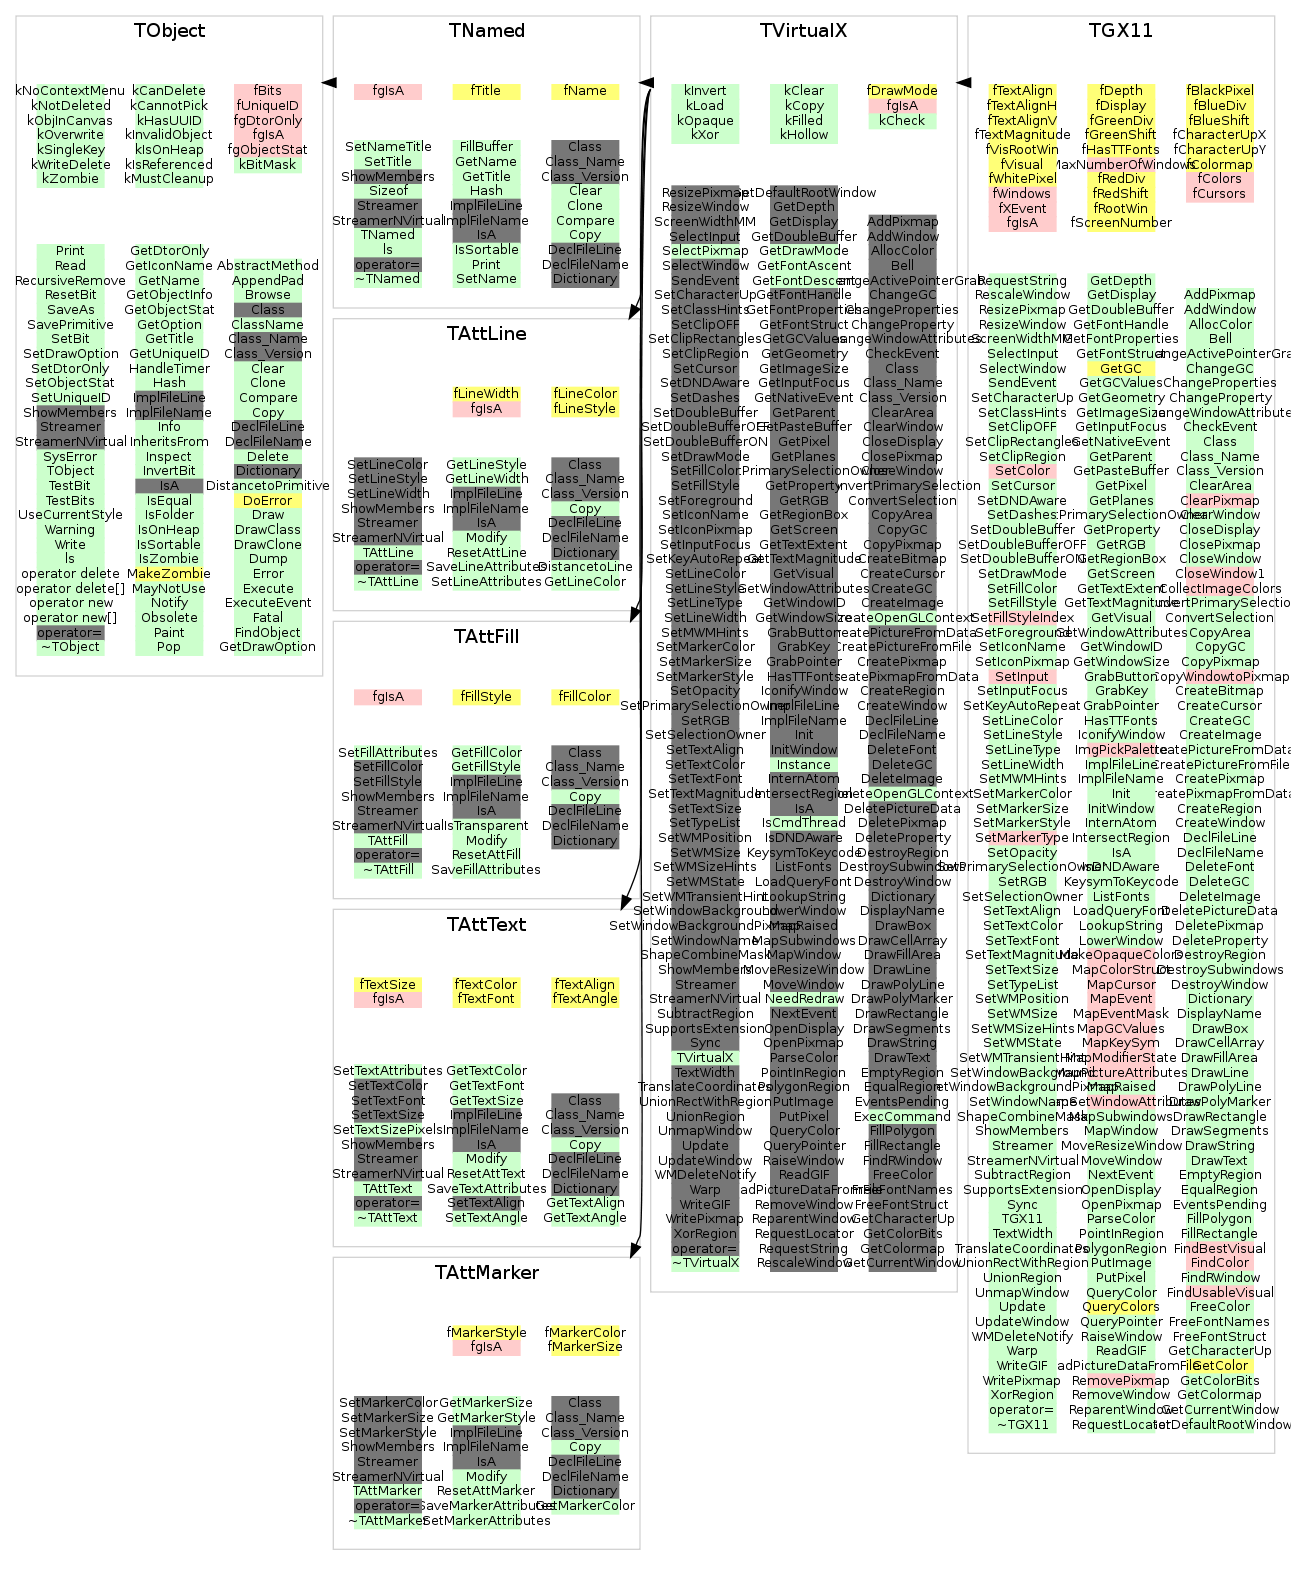 TObject
kNoContextMenu
kNotDeleted
kObjInCanvas
kOverwrite
kSingleKey
kWriteDelete
kZombie
kCanDelete
kCannotPick
kHasUUID
kInvalidObject
kIsOnHeap
kIsReferenced
kMustCleanup
fBits
fUniqueID
fgDtorOnly
fgIsA
fgObjectStat
kBitMask
Print
Read
RecursiveRemove
ResetBit
SaveAs
SavePrimitive
SetBit
SetDrawOption
SetDtorOnly
SetObjectStat
SetUniqueID
ShowMembers
Streamer
StreamerNVirtual
SysError
TObject
TestBit
TestBits
UseCurrentStyle
Warning
Write
ls
operator delete
operator delete[]
operator new
operator new[]
operator=
~TObject
GetDtorOnly
GetIconName
GetName
GetObjectInfo
GetObjectStat
GetOption
GetTitle
GetUniqueID
HandleTimer
Hash
ImplFileLine
ImplFileName
Info
InheritsFrom
Inspect
InvertBit
IsA
IsEqual
IsFolder
IsOnHeap
IsSortable
IsZombie
MakeZombie
MayNotUse
Notify
Obsolete
Paint
Pop
AbstractMethod
AppendPad
Browse
Class
ClassName
Class_Name
Class_Version
Clear
Clone
Compare
Copy
DeclFileLine
DeclFileName
Delete
Dictionary
DistancetoPrimitive
DoError
Draw
DrawClass
DrawClone
Dump
Error
Execute
ExecuteEvent
Fatal
FindObject
GetDrawOption
TNamed
fgIsA
fTitle
fName
SetNameTitle
SetTitle
ShowMembers
Sizeof
Streamer
StreamerNVirtual
TNamed
ls
operator=
~TNamed
FillBuffer
GetName
GetTitle
Hash
ImplFileLine
ImplFileName
IsA
IsSortable
Print
SetName
Class
Class_Name
Class_Version
Clear
Clone
Compare
Copy
DeclFileLine
DeclFileName
Dictionary
TAttLine
fLineWidth
fgIsA
fLineColor
fLineStyle
SetLineColor
SetLineStyle
SetLineWidth
ShowMembers
Streamer
StreamerNVirtual
TAttLine
operator=
~TAttLine
GetLineStyle
GetLineWidth
ImplFileLine
ImplFileName
IsA
Modify
ResetAttLine
SaveLineAttributes
SetLineAttributes
Class
Class_Name
Class_Version
Copy
DeclFileLine
DeclFileName
Dictionary
DistancetoLine
GetLineColor
TAttFill
fgIsA
fFillStyle
fFillColor
SetFillAttributes
SetFillColor
SetFillStyle
ShowMembers
Streamer
StreamerNVirtual
TAttFill
operator=
~TAttFill
GetFillColor
GetFillStyle
ImplFileLine
ImplFileName
IsA
IsTransparent
Modify
ResetAttFill
SaveFillAttributes
Class
Class_Name
Class_Version
Copy
DeclFileLine
DeclFileName
Dictionary
TAttText
fTextSize
fgIsA
fTextColor
fTextFont
fTextAlign
fTextAngle
SetTextAttributes
SetTextColor
SetTextFont
SetTextSize
SetTextSizePixels
ShowMembers
Streamer
StreamerNVirtual
TAttText
operator=
~TAttText
GetTextColor
GetTextFont
GetTextSize
ImplFileLine
ImplFileName
IsA
Modify
ResetAttText
SaveTextAttributes
SetTextAlign
SetTextAngle
Class
Class_Name
Class_Version
Copy
DeclFileLine
DeclFileName
Dictionary
GetTextAlign
GetTextAngle
TAttMarker
fMarkerStyle
fgIsA
fMarkerColor
fMarkerSize
SetMarkerColor
SetMarkerSize
SetMarkerStyle
ShowMembers
Streamer
StreamerNVirtual
TAttMarker
operator=
~TAttMarker
GetMarkerSize
GetMarkerStyle
ImplFileLine
ImplFileName
IsA
Modify
ResetAttMarker
SaveMarkerAttributes
SetMarkerAttributes
Class
Class_Name
Class_Version
Copy
DeclFileLine
DeclFileName
Dictionary
GetMarkerColor
TVirtualX
kInvert
kLoad
kOpaque
kXor
kClear
kCopy
kFilled
kHollow
fDrawMode
fgIsA
kCheck
ResizePixmap
ResizeWindow
ScreenWidthMM
SelectInput
SelectPixmap
SelectWindow
SendEvent
SetCharacterUp
SetClassHints
SetClipOFF
SetClipRectangles
SetClipRegion
SetCursor
SetDNDAware
SetDashes
SetDoubleBuffer
SetDoubleBufferOFF
SetDoubleBufferON
SetDrawMode
SetFillColor
SetFillStyle
SetForeground
SetIconName
SetIconPixmap
SetInputFocus
SetKeyAutoRepeat
SetLineColor
SetLineStyle
SetLineType
SetLineWidth
SetMWMHints
SetMarkerColor
SetMarkerSize
SetMarkerStyle
SetOpacity
SetPrimarySelectionOwner
SetRGB
SetSelectionOwner
SetTextAlign
SetTextColor
SetTextFont
SetTextMagnitude
SetTextSize
SetTypeList
SetWMPosition
SetWMSize
SetWMSizeHints
SetWMState
SetWMTransientHint
SetWindowBackground
SetWindowBackgroundPixmap
SetWindowName
ShapeCombineMask
ShowMembers
Streamer
StreamerNVirtual
SubtractRegion
SupportsExtension
Sync
TVirtualX
TextWidth
TranslateCoordinates
UnionRectWithRegion
UnionRegion
UnmapWindow
Update
UpdateWindow
WMDeleteNotify
Warp
WriteGIF
WritePixmap
XorRegion
operator=
~TVirtualX
GetDepth
GetDisplay
GetDoubleBuffer
GetDrawMode
GetFontAscent
GetFontDescent
GetFontHandle
GetFontProperties
GetFontStruct
GetGCValues
GetGeometry
GetImageSize
GetInputFocus
GetNativeEvent
GetParent
GetPasteBuffer
GetPixel
GetPlanes
GetProperty
GetRGB
GetRegionBox
GetScreen
GetTextExtent
GetTextMagnitude
GetVisual
GetWindowAttributes
GetWindowID
GetWindowSize
GrabButton
GrabKey
GrabPointer
HasTTFonts
IconifyWindow
ImplFileLine
ImplFileName
Init
InitWindow
Instance
InternAtom
IntersectRegion
IsA
IsCmdThread
IsDNDAware
KeysymToKeycode
ListFonts
LoadQueryFont
LookupString
LowerWindow
MapRaised
MapSubwindows
MapWindow
MoveResizeWindow
MoveWindow
NeedRedraw
NextEvent
OpenDisplay
OpenPixmap
ParseColor
PointInRegion
PolygonRegion
PutImage
PutPixel
QueryColor
QueryPointer
RaiseWindow
ReadGIF
RemoveWindow
ReparentWindow
RequestLocator
RequestString
RescaleWindow
AddPixmap
AddWindow
AllocColor
Bell
ChangeGC
ChangeProperties
ChangeProperty
CheckEvent
Class
Class_Name
Class_Version
ClearArea
ClearWindow
CloseDisplay
ClosePixmap
CloseWindow
ConvertSelection
CopyArea
CopyGC
CopyPixmap
CreateBitmap
CreateCursor
CreateGC
CreateImage
CreatePixmap
CreateRegion
CreateWindow
DeclFileLine
DeclFileName
DeleteFont
DeleteGC
DeleteImage
DeletePictureData
DeletePixmap
DeleteProperty
DestroyRegion
DestroySubwindows
DestroyWindow
Dictionary
DisplayName
DrawBox
DrawCellArray
DrawFillArea
DrawLine
DrawPolyLine
DrawPolyMarker
DrawRectangle
DrawSegments
DrawString
DrawText
EmptyRegion
EqualRegion
EventsPending
ExecCommand
FillPolygon
FillRectangle
FindRWindow
FreeColor
FreeFontNames
FreeFontStruct
GetCharacterUp
GetColorBits
GetColormap
GetCurrentWindow
TGX11
fTextAlign
fTextAlignH
fTextAlignV
fTextMagnitude
fVisRootWin
fVisual
fWhitePixel
fWindows
fXEvent
fgIsA
fDepth
fDisplay
fGreenDiv
fGreenShift
fHasTTFonts
fMaxNumberOfWindows
fRedDiv
fRedShift
fRootWin
fScreenNumber
fBlackPixel
fBlueDiv
fBlueShift
fCharacterUpX
fCharacterUpY
fColormap
fColors
fCursors
RequestString
RescaleWindow
ResizePixmap
ResizeWindow
ScreenWidthMM
SelectInput
SelectWindow
SendEvent
SetCharacterUp
SetClassHints
SetClipOFF
SetClipRectangles
SetClipRegion
SetColor
SetCursor
SetDNDAware
SetDashes
SetDoubleBuffer
SetDoubleBufferOFF
SetDoubleBufferON
SetDrawMode
SetFillColor
SetFillStyle
SetFillStyleIndex
SetForeground
SetIconName
SetIconPixmap
SetInput
SetInputFocus
SetKeyAutoRepeat
SetLineColor
SetLineStyle
SetLineType
SetLineWidth
SetMWMHints
SetMarkerColor
SetMarkerSize
SetMarkerStyle
SetMarkerType
SetOpacity
SetPrimarySelectionOwner
SetRGB
SetSelectionOwner
SetTextAlign
SetTextColor
SetTextFont
SetTextMagnitude
SetTextSize
SetTypeList
SetWMPosition
SetWMSize
SetWMSizeHints
SetWMState
SetWMTransientHint
SetWindowBackground
SetWindowName
ShapeCombineMask
ShowMembers
Streamer
StreamerNVirtual
SubtractRegion
SupportsExtension
Sync
TGX11
TextWidth
TranslateCoordinates
UnionRectWithRegion
UnionRegion
UnmapWindow
Update
UpdateWindow
WMDeleteNotify
Warp
WriteGIF
WritePixmap
XorRegion
operator=
~TGX11
GetDepth
GetDisplay
GetDoubleBuffer
GetFontHandle
GetFontProperties
GetFontStruct
GetGC
GetGCValues
GetGeometry
GetImageSize
GetInputFocus
GetNativeEvent
GetParent
GetPasteBuffer
GetPixel
GetPlanes
GetProperty
GetRGB
GetRegionBox
GetScreen
GetTextExtent
GetTextMagnitude
GetVisual
GetWindowAttributes
GetWindowID
GetWindowSize
GrabButton
GrabKey
GrabPointer
HasTTFonts
IconifyWindow
ImgPickPalette
ImplFileLine
ImplFileName
Init
InitWindow
InternAtom
IntersectRegion
IsA
IsDNDAware
KeysymToKeycode
ListFonts
LoadQueryFont
LookupString
LowerWindow
MakeOpaqueColors
MapColorStruct
MapCursor
MapEvent
MapEventMask
MapGCValues
MapKeySym
MapModifierState
MapPictureAttributes
MapRaised
MapSetWindowAttributes
MapSubwindows
MapWindow
MoveResizeWindow
MoveWindow
NextEvent
OpenDisplay
OpenPixmap
ParseColor
PointInRegion
PolygonRegion
PutImage
PutPixel
QueryColor
QueryColors
QueryPointer
RaiseWindow
ReadGIF
RemovePixmap
RemoveWindow
ReparentWindow
RequestLocator
AddPixmap
AddWindow
AllocColor
Bell
ChangeGC
ChangeProperties
ChangeProperty
CheckEvent
Class
Class_Name
Class_Version
ClearArea
ClearPixmap
ClearWindow
CloseDisplay
ClosePixmap
CloseWindow
CloseWindow1
CollectImageColors
ConvertSelection
CopyArea
CopyGC
CopyPixmap
CopyWindowtoPixmap
CreateBitmap
CreateCursor
CreateGC
CreateImage
CreatePictureFromFile
CreatePixmap
CreateRegion
CreateWindow
DeclFileLine
DeclFileName
DeleteFont
DeleteGC
DeleteImage
DeletePictureData
DeletePixmap
DeleteProperty
DestroyRegion
DestroySubwindows
DestroyWindow
Dictionary
DisplayName
DrawBox
DrawCellArray
DrawFillArea
DrawLine
DrawPolyLine
DrawPolyMarker
DrawRectangle
DrawSegments
DrawString
DrawText
EmptyRegion
EqualRegion
EventsPending
FillPolygon
FillRectangle
FindBestVisual
FindColor
FindRWindow
FindUsableVisual
FreeColor
FreeFontNames
FreeFontStruct
GetCharacterUp
GetColor
GetColorBits
GetColormap
GetCurrentWindow